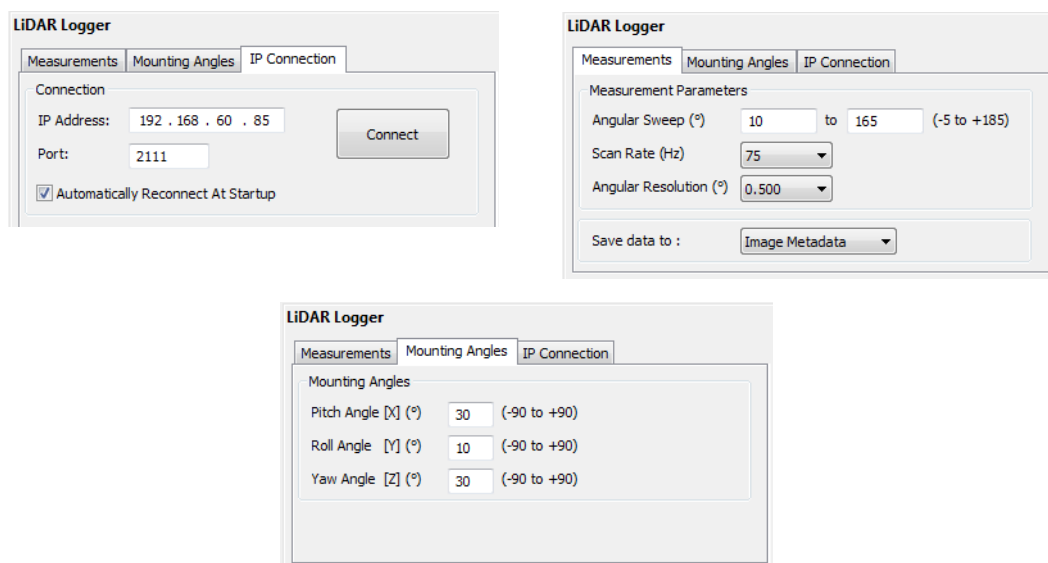 LiDAR Logger
Measurements Mounting Angles IP Connection
Connection
IP Address: 192 . 168 . 60 . 85
Connect
Port: 2111
Automatically Reconnect At Startup
LiDAR Logger
Measurements Mounting Angles IP Connection
Measurement Parameters
Angular Sweep (°) 10 to 165 (-5 to +185)
Scan Rate (Hz) 75
Angular Resolution (°) 0.500
Save data to : Image Metadata
LiDAR Logger
Measurements Mounting Angles IP Connection
Mounting Angles
Pitch Angle [X] (°) 30 (-90 to +90)
Roll Angle [Y] (°) 10 (-90 to +90)
Yaw Angle [Z] (°) 30 (-90 to +90)